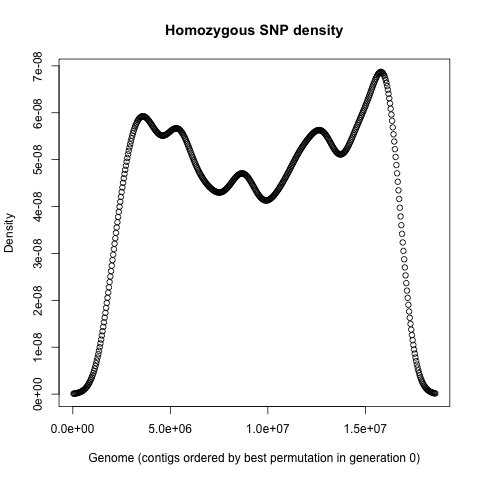 Homozygous SNP density
7e-08
6e-08
5e-08
4e-08
3e-08
2e-08
1e-08
0e+00
Density
0.0e+00 5.0e+06 1.0e+07 1.5e+07
Genome (contigs ordered by best permutation in generation 0)